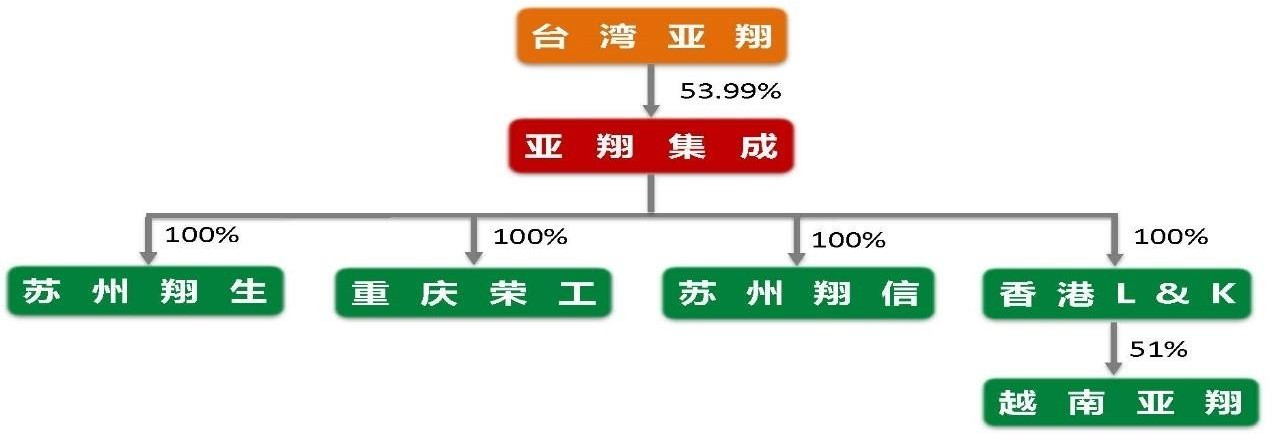 台湾亚翔
53.99%
亚翔集成
100%
100%
100%
100%
苏州翔生
重庆荣工
苏州翔信
香港L&K
51%
越南亚翔